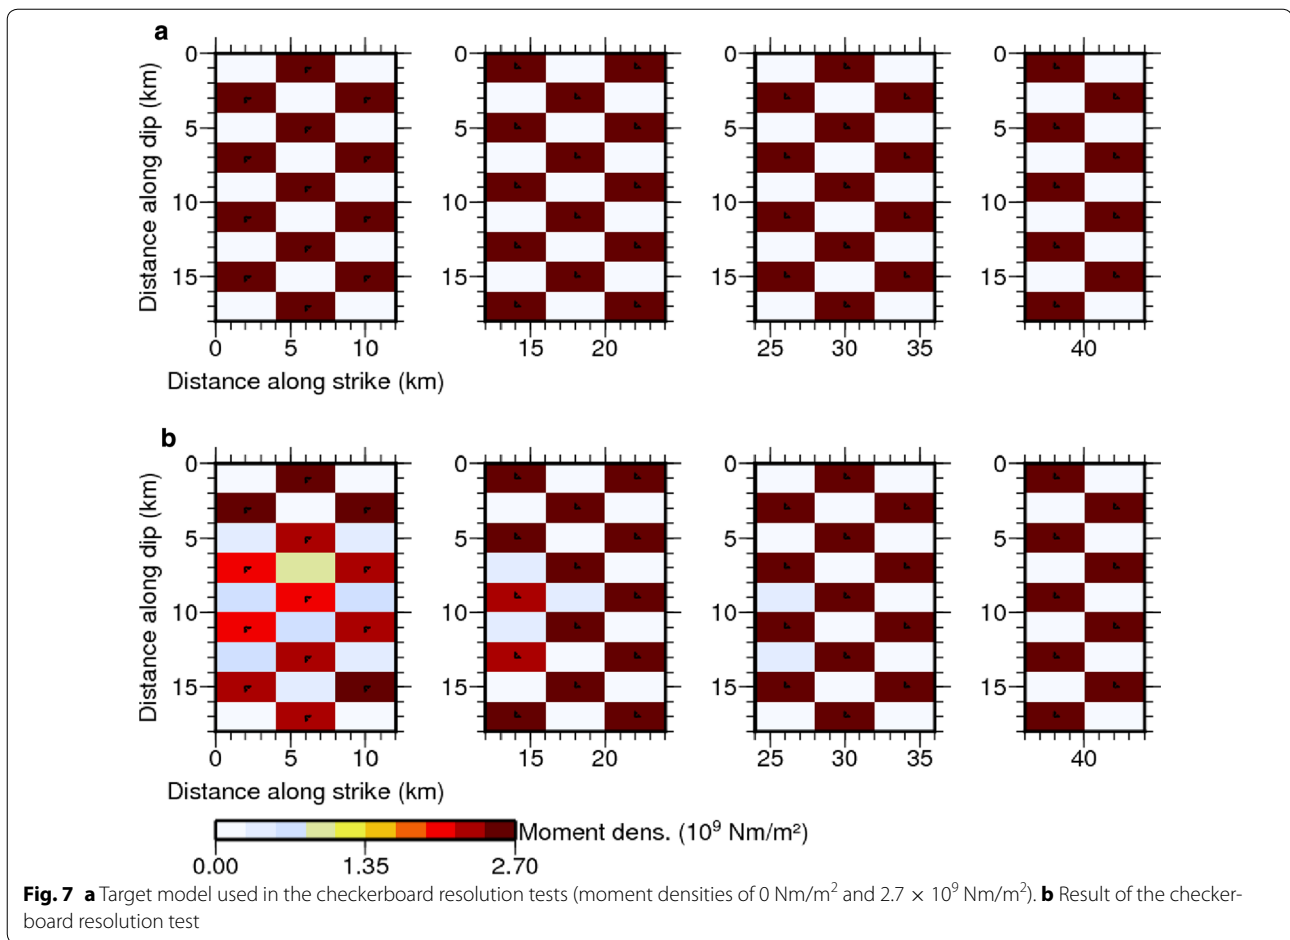 a
0
5
10
15
Distance along dip (km)
0 5 10
Distance along strike (km)
0
5
10
15
15 20
0
5
10
15
25 30 35
0
5
10
15
40
b
0
5
10
15
Distance along dip (km)
0 5 10
Distance along strike (km)
0
5
10
15
15 20
0
5
10
15
25 30 35
0
5
10
15
40
Moment dens. (10⁹ Nm/m²)
0.00 1.35 2.70
Fig. 7 a Target model used in the checkerboard resolution tests (moment densities of 0 Nm/m² and 2.7 × 10⁹ Nm/m²). b Result of the checker-
board resolution test